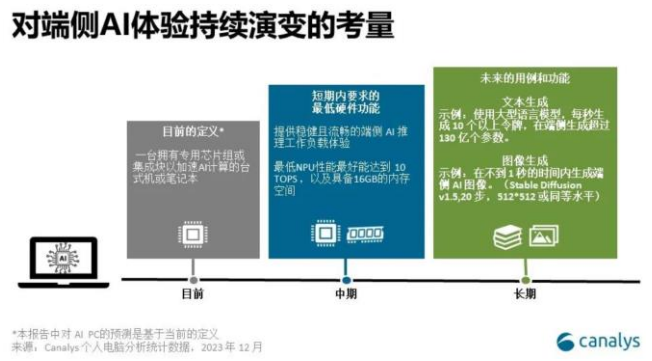 对端侧AI体验持续演变的考量
目前的定义*
一台拥有专用芯片组或
集成块以加速AI计算的台
式机或笔记本
短期内要求的
最低硬件功能
提供稳健且流畅的端侧 AI 推
理工作负载体验
最低NPU性能最好能达到 10
TOPS，以及具备16GB的内存
空间
未来的用例和功能
文本生成
示例：使用大型语言模型，每秒生
成 10 个以上令牌，在端侧生成超过
130 亿个参数。
图像生成
示例：在不到 1 秒的时间内生成端
侧 AI 图像。（Stable Diffusion
v1.5,20 步，512*512 或同等水平）
AI
目前
中期
长期
*本报告中对 AI PC的预测是基于当前的定义
来源：Canalys 个人电脑分析统计数据，2023 年 12 月
canalys